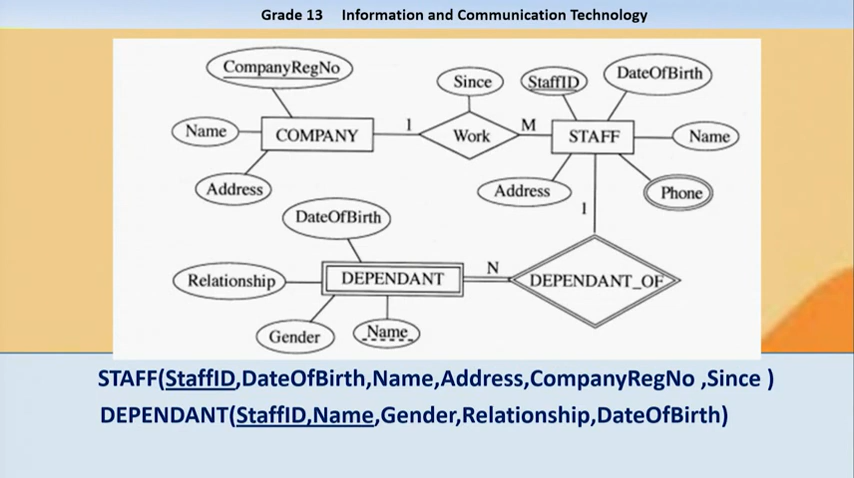 Grade 13 Information and Communication Technology
CompanyRegNo
Since
StaffID
DateOfBirth
Name
COMPANY
1
Work
M
STAFF
Name
Address
Address
Phone
DateOfBirth
1
Relationship
DEPENDANT
N
DEPENDANT_OF
Gender
Name
STAFF(StaffID,DateOfBirth,Name,Address,CompanyRegNo ,Since )
DEPENDANT(StaffID,Name,Gender,Relationship,DateOfBirth)